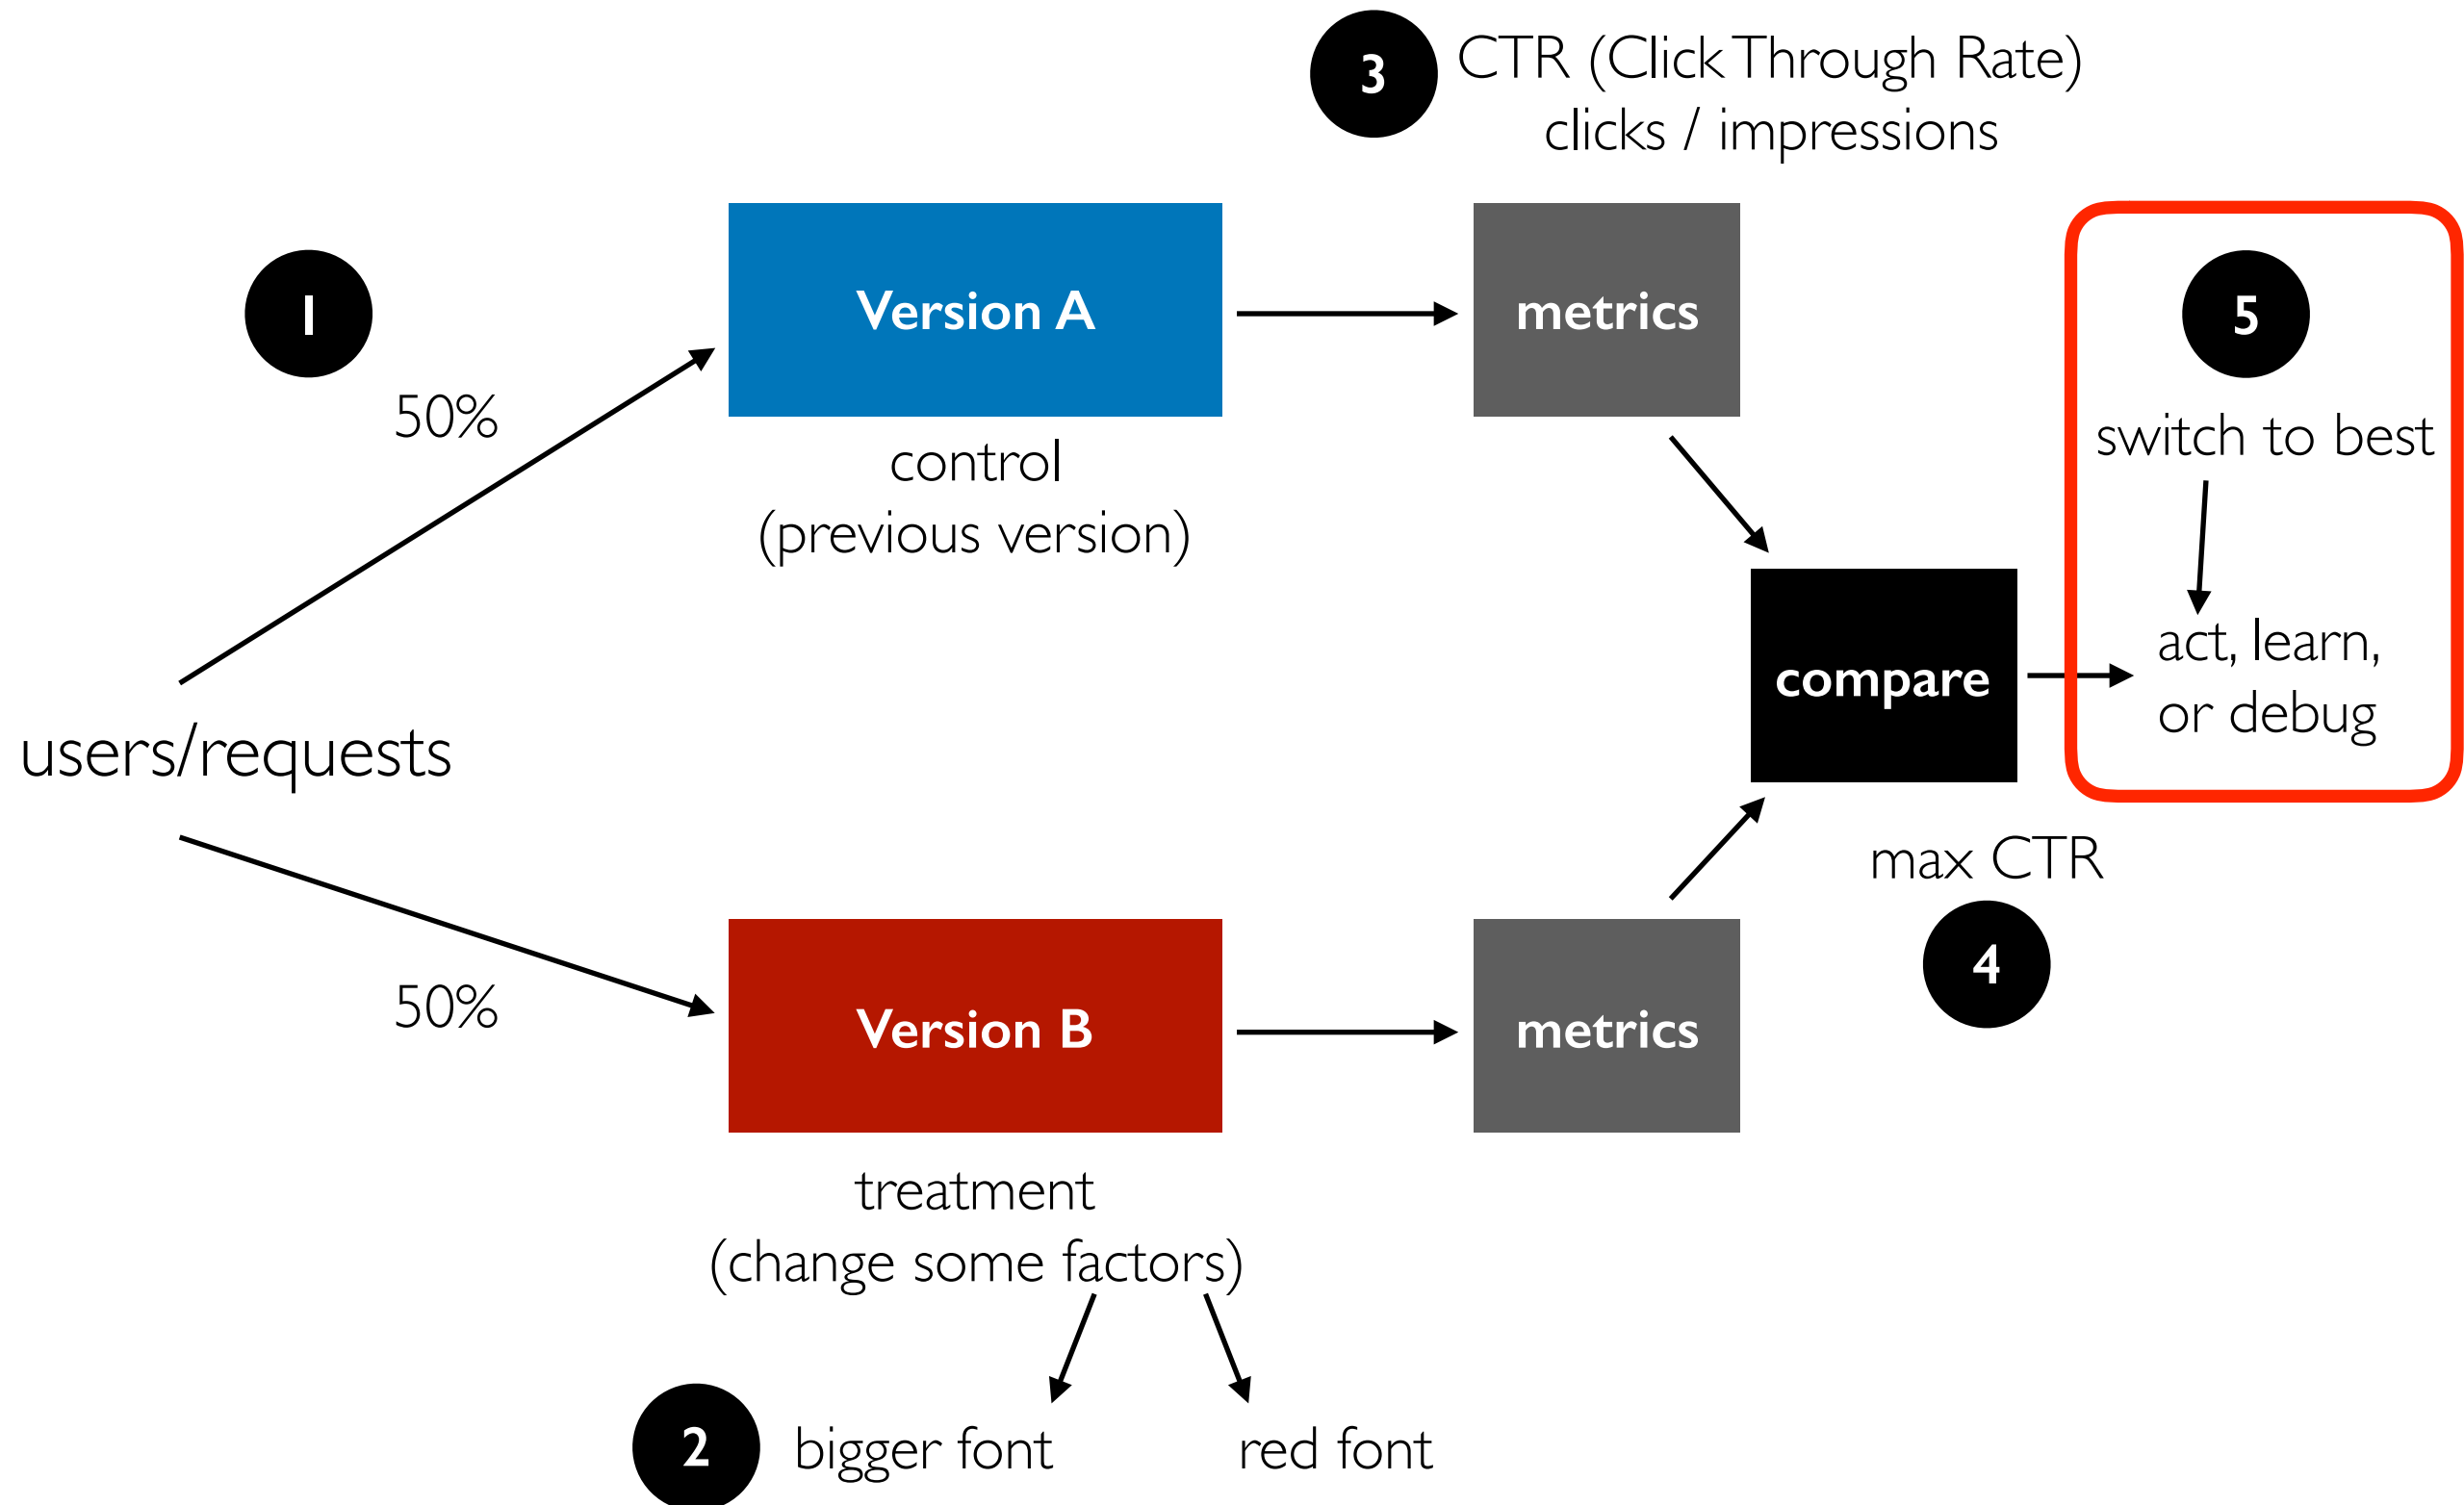 3
CTR (Click Through Rate)
clicks / impressions
1
50%
Version A
metrics
5
switch to best
control
(previous version)
compare
act, learn,
or debug
users/requests
max CTR
4
50%
Version B
metrics
treatment
(change some factors)
2
bigger font
red font